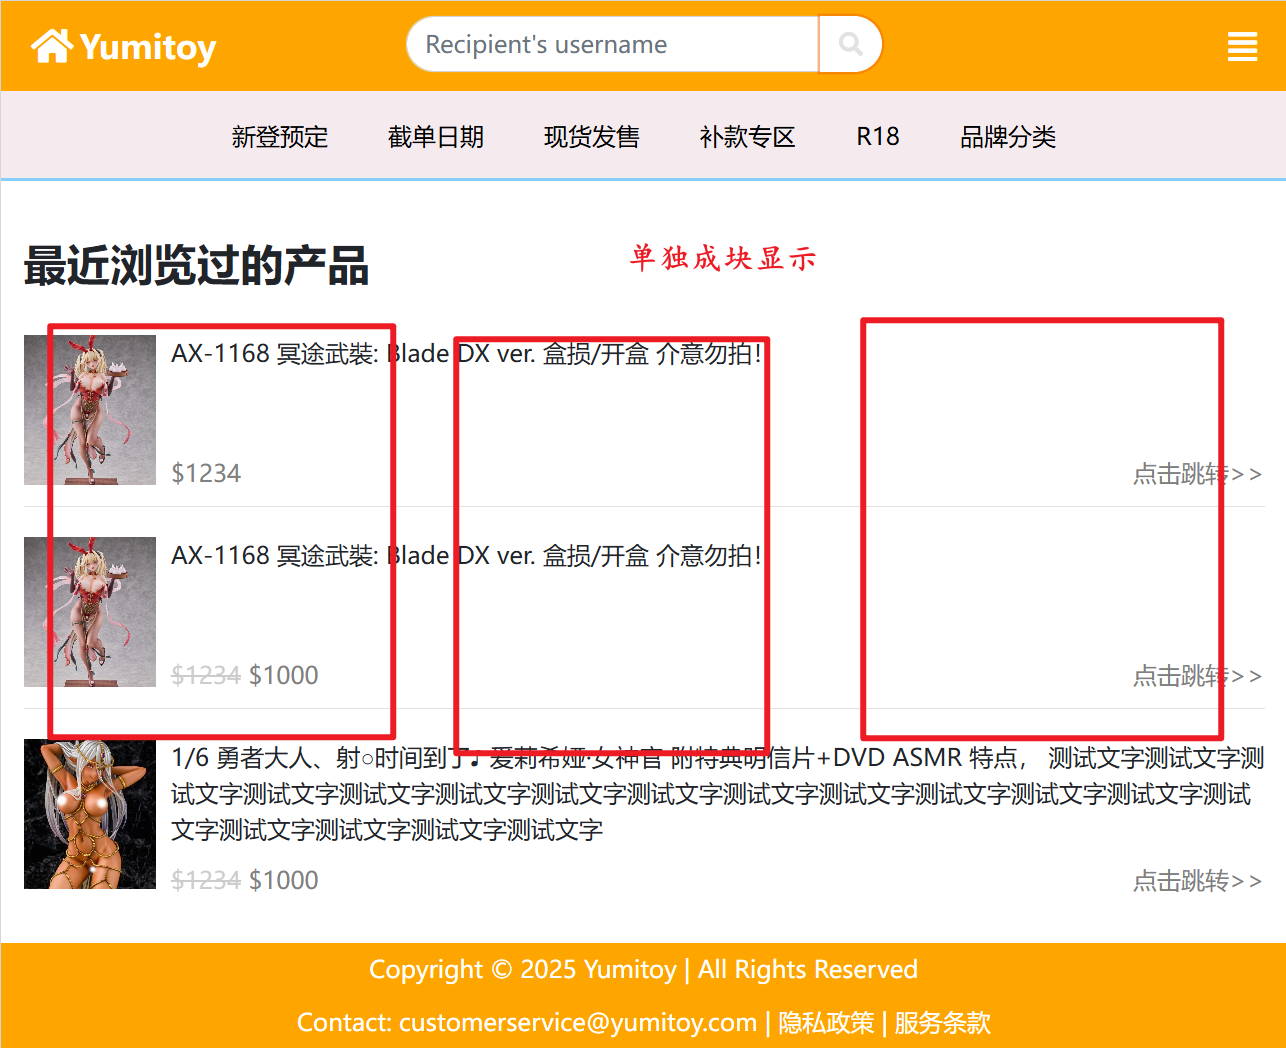 Yumitoy
Recipient's username
新登预定 截单日期 现货发售 补款专区 R18 品牌分类
最近浏览过的产品
单独成块显示
AX-1168 冥途武裝: Blade DX ver. 盒损/开盒 介意勿拍!
$1234 点击跳转>>
AX-1168 冥途武裝: Blade DX ver. 盒损/开盒 介意勿拍!
$1234 $1000 点击跳转>>
1/6 勇者大人、射○时间到了♪ 爱莉希娅·女神官 附特典明信片+DVD ASMR 特点， 测试文字测试文字测
试文字测试文字测试文字测试文字测试文字测试文字测试文字测试文字测试文字测试文字测试文字测试
文字测试文字测试文字测试文字测试文字
$1234 $1000 点击跳转>>
Copyright © 2025 Yumitoy | All Rights Reserved
Contact: customerservice@yumitoy.com | 隐私政策 | 服务条款